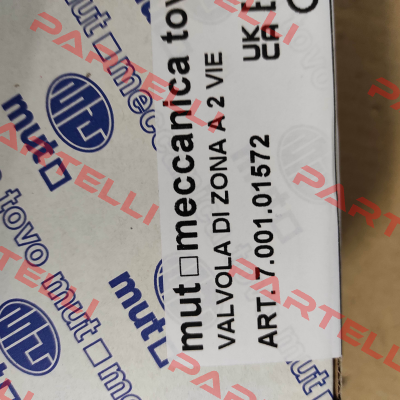 mut meccanica tovo
VALVOLA DI ZONA A 2 VIE
ART. 7.001.01572
UK
CA
mut
meccanica
tovo mut
mut
PARTELLI
PARTELLI
PARTELLI
PARTELLI